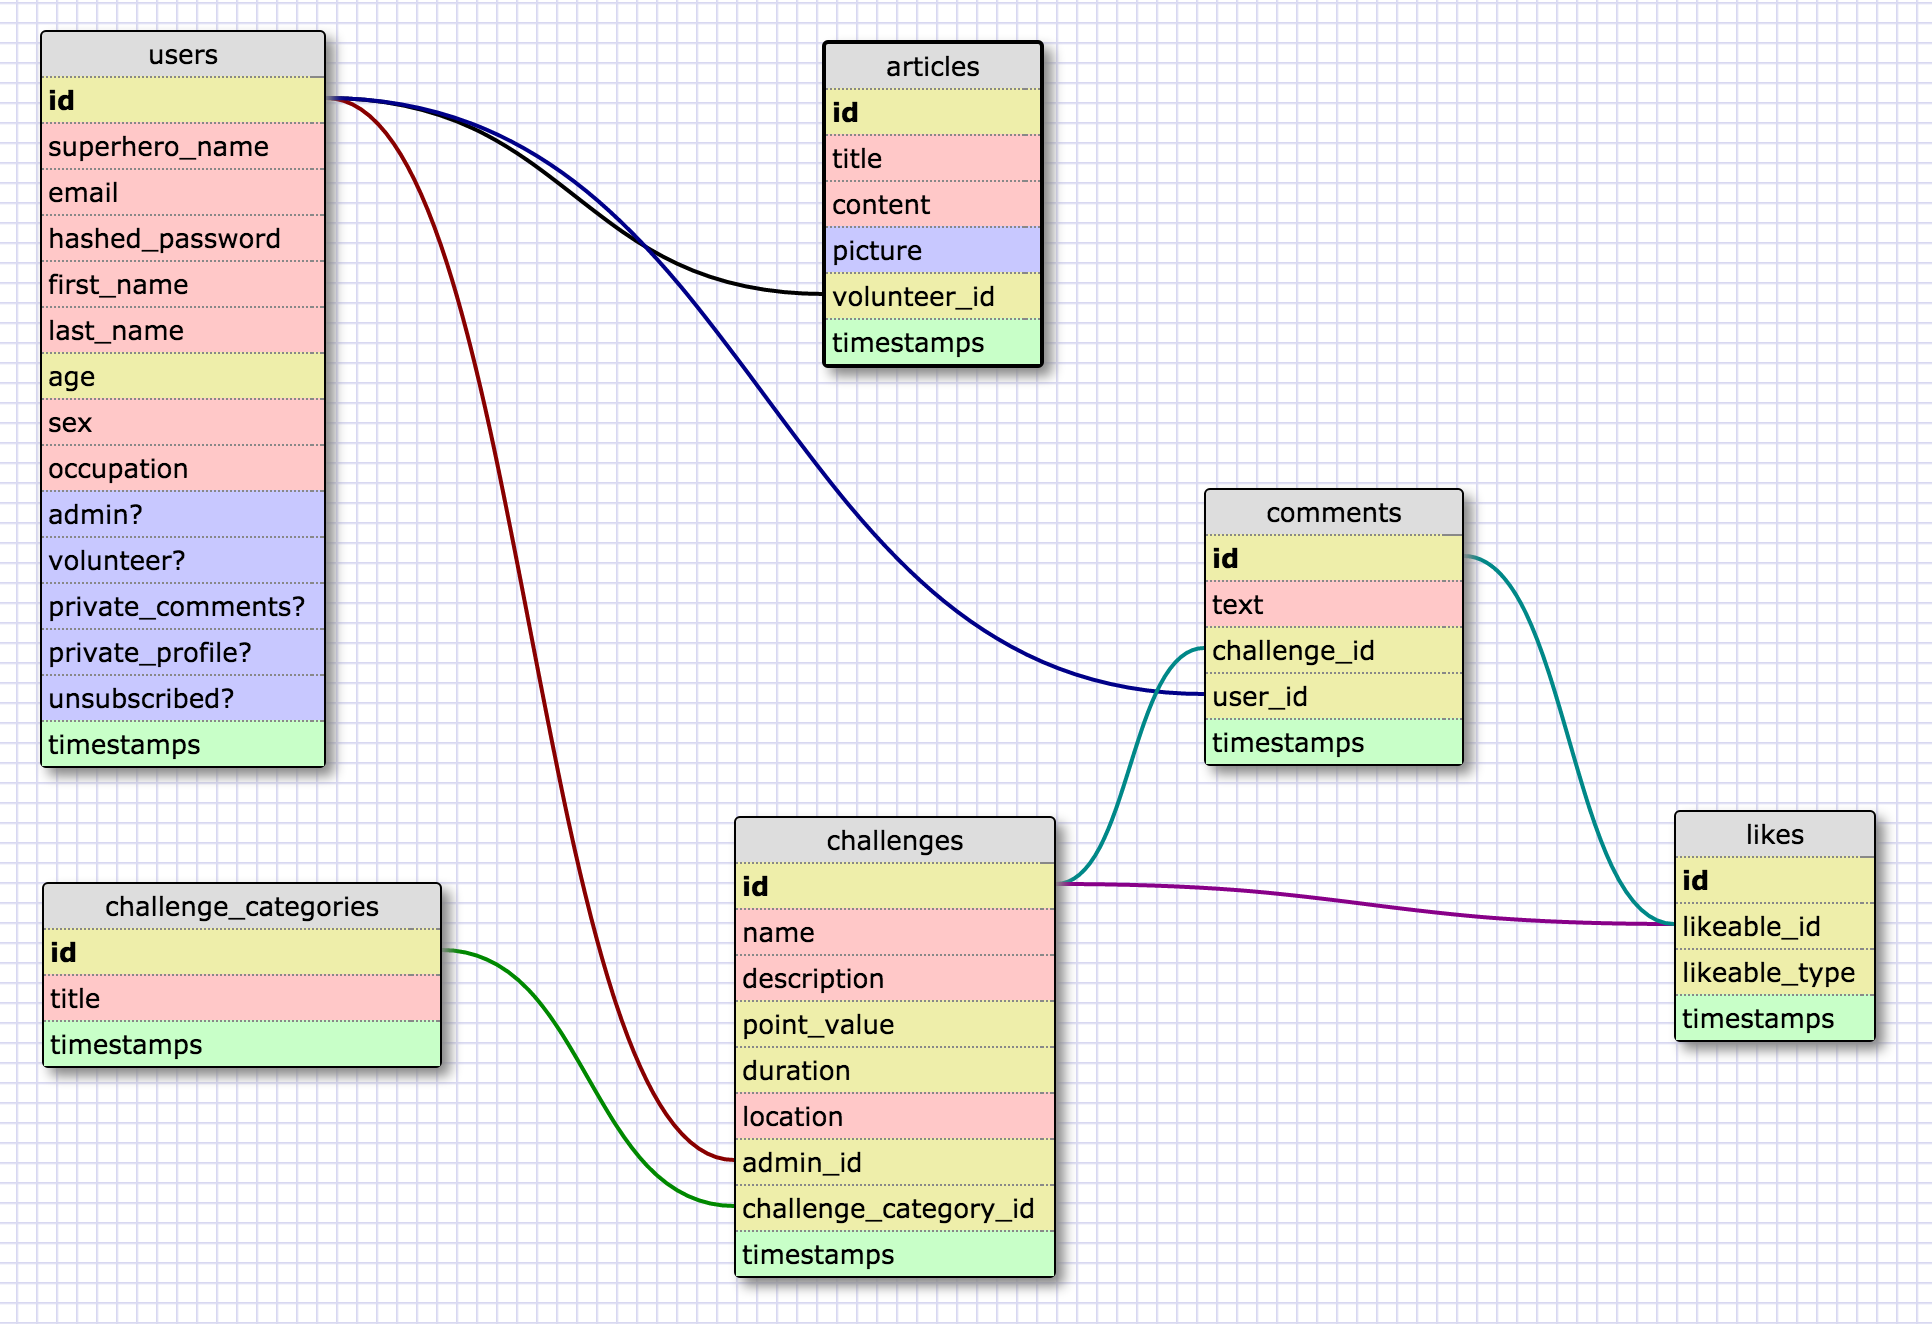 users
id
superhero_name
email
hashed_password
first_name
last_name
age
sex
occupation
admin?
volunteer?
private_comments?
private_profile?
unsubscribed?
timestamps
articles
id
title
content
picture
volunteer_id
timestamps
comments
id
text
challenge_id
user_id
timestamps
challenge_categories
id
title
timestamps
challenges
id
name
description
point_value
duration
location
admin_id
challenge_category_id
timestamps
likes
id
likeable_id
likeable_type
timestamps